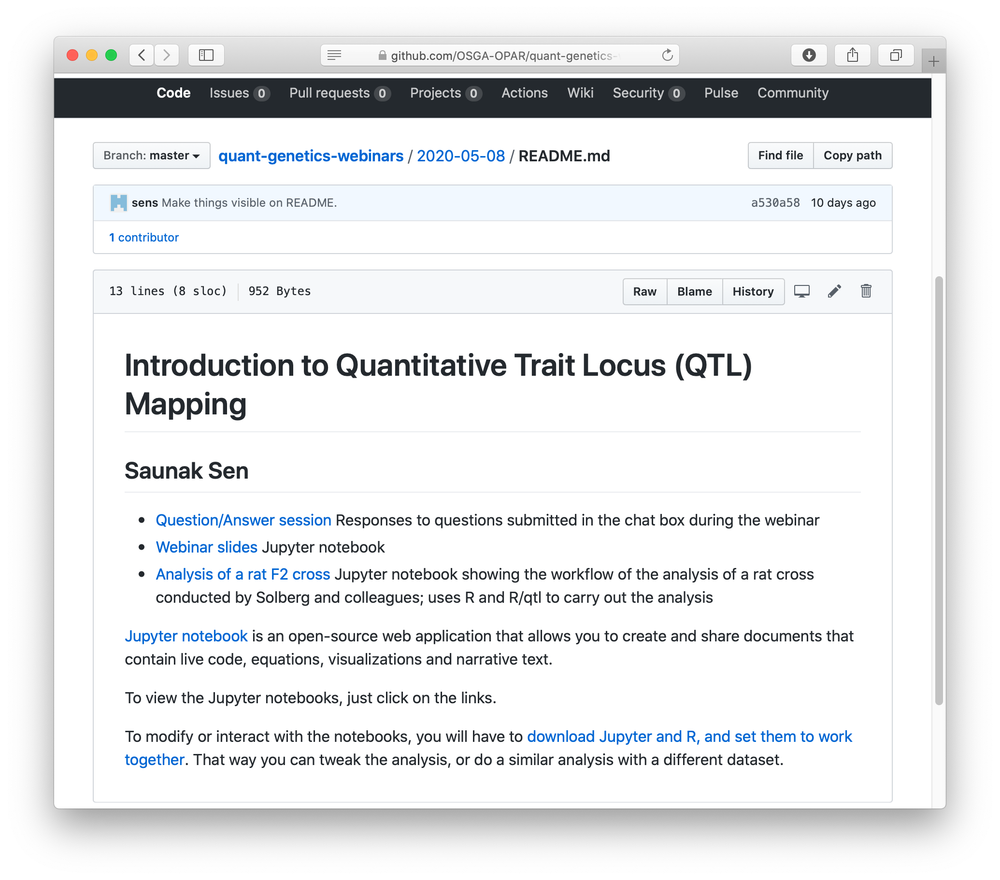 github.com/OSGA-OPAR/quant-genetics-
Code Issues 0 Pull requests 0 Projects 0 Actions Wiki Security 0 Pulse Community
Branch: master quant-genetics-webinars / 2020-05-08 / README.md Find file Copy path
sens Make things visible on README. a530a58 10 days ago
1 contributor
13 lines (8 sloc) 952 Bytes Raw Blame History
Introduction to Quantitative Trait Locus (QTL)
Mapping
Saunak Sen
• Question/Answer session Responses to questions submitted in the chat box during the webinar
• Webinar slides Jupyter notebook
• Analysis of a rat F2 cross Jupyter notebook showing the workflow of the analysis of a rat cross
conducted by Solberg and colleagues; uses R and R/qtl to carry out the analysis
Jupyter notebook is an open-source web application that allows you to create and share documents that
contain live code, equations, visualizations and narrative text.
To view the Jupyter notebooks, just click on the links.
To modify or interact with the notebooks, you will have to download Jupyter and R, and set them to work
together. That way you can tweak the analysis, or do a similar analysis with a different dataset.